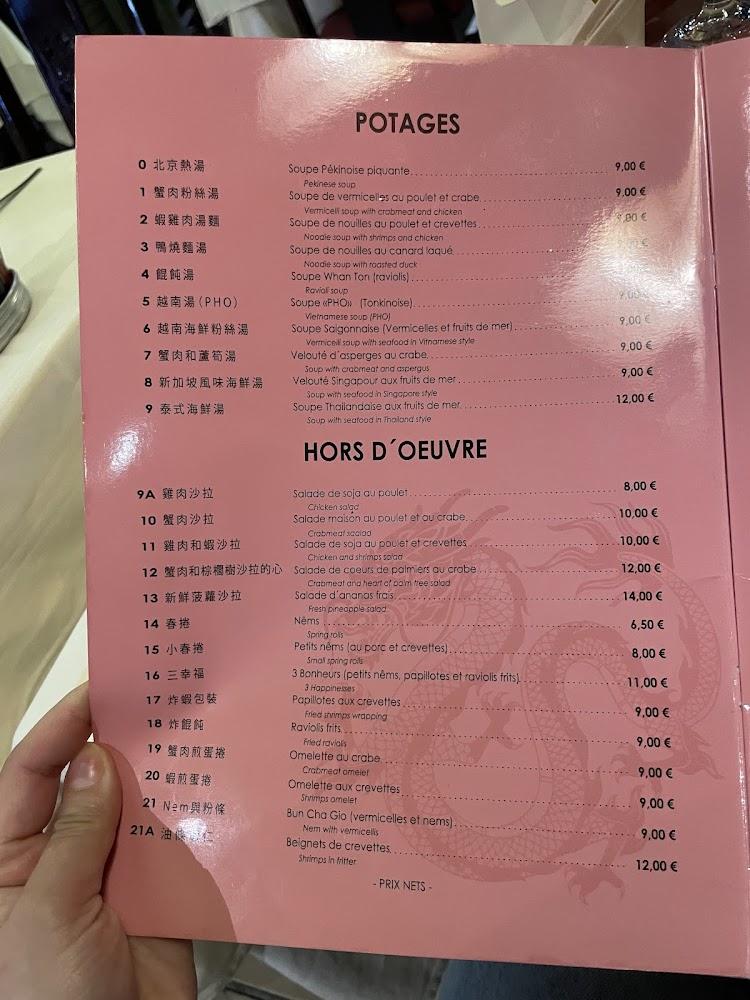 POTAGES
0 北京熱湯 Soupe Pékinoise piquante 9,00 €
Pekinese soup
1 蟹肉粉絲湯 Soupe de vermicelles au poulet et crabe 9,00 €
Vermicelli soup with crabmeat and chicken
2 蝦雞肉湯麵 Soupe de nouilles au poulet et crevettes 9,00 €
Noodle soup with shrimps and chicken
3 鴨燒麵湯 Soupe de nouilles au canard laqué
Noodle soup with roasted duck
4 餛飩湯 Soupe Whan Ton (raviolis)
Ravioli soup
5 越南湯(PHO) Soupe «PHO» (Tonkinoise) 9,00 €
Vietnamese soup (PHO)
6 越南海鮮粉絲湯 Soupe Saigonnaise (Vermicelles et fruits de mer) 9,00 €
Vermicelli soup with seafood in Vitnamese style
7 蟹肉和蘆筍湯 Velouté d'asperges au crabe 9,00 €
Soup with crabmeat and aspergus
8 新加坡風味海鮮湯 Velouté Singapour aux fruits de mer 9,00 €
Soup with seafood in Singapore style
9 泰式海鮮湯 Soupe Thaïlandaise aux fruits de mer 12,00 €
Soup with seafood in Thailand style
HORS D´OEUVRE
9A 雞肉沙拉 Salade de soja au poulet 8,00 €
Chicken salad
10 蟹肉沙拉 Salade maison au poulet et au crabe 10,00 €
Crabmeat saalad
11 雞肉和蝦沙拉 Salade de soja au poulet et crevettes 10,00 €
Chicken and shrimps salad
12 蟹肉和棕櫚樹沙拉的心 Salade de coeurs de palmiers au crabe 12,00 €
Crabmeat and heart of palm tree salad
13 新鮮菠蘿沙拉 Salade d'ananas frais 14,00 €
Fresh pineapple salad
14 春捲 Nêms 6,50 €
Spring rolls
15 小春捲 Petits nêms (au porc et crevettes) 8,00 €
Small spring rolls
16 三幸福 3 Bonheurs (petits nêms, papillotes et raviolis frits) 11,00 €
3 Happinesses
17 炸蝦包裝 Papillotes aux crevettes 9,00 €
Fried shrimps wrapping
18 炸餛飩 Raviolis frits 9,00 €
Fried raviolis
19 蟹肉煎蛋捲 Omelette au crabe 9,00 €
Crabmeat omelet
20 蝦煎蛋捲 Omelette aux crevettes 9,00 €
Shrimps omelet
21 Nem與粉條 Bun Cha Gio (vermicelles et nems) 9,00 €
Nem with vermicellis
21A 油 仁 Beignets de crevettes 12,00 €
Shrimps in fritter
- PRIX NETS -